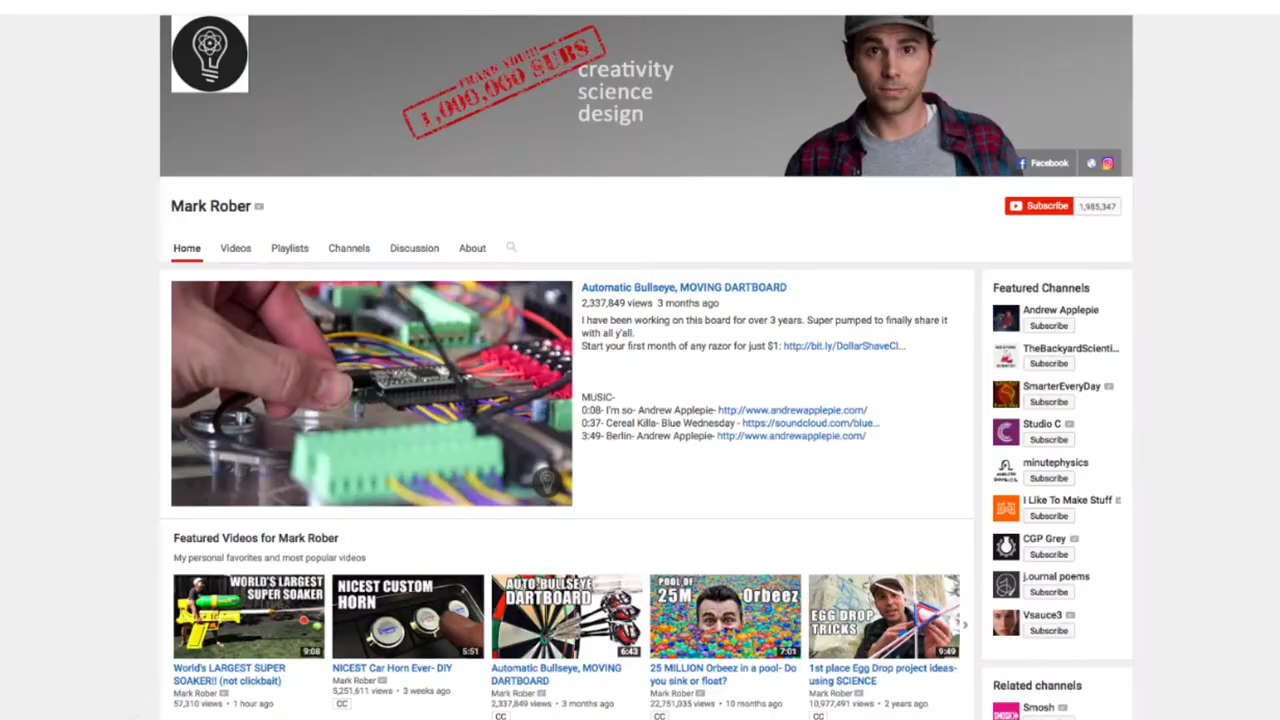 THANK YOU!!!
1,000,000 SUBS
creativity
science
design
Facebook
Mark Rober
Subscribe 1,985,347
Home Videos Playlists Channels Discussion About
Automatic Bullseye, MOVING DARTBOARD
2,337,849 views 3 months ago
I have been working on this board for over 3 years. Super pumped to finally share it
with all y'all.
Start your first month of any razor for just $1: http://bit.ly/DollarShaveCl...
MUSIC-
0:08- I'm so- Andrew Applepie- http://www.andrewapplepie.com/
0:37- Cereal Killa- Blue Wednesday - https://soundcloud.com/blue...
3:49- Berlin- Andrew Applepie- http://www.andrewapplepie.com/
Featured Videos for Mark Rober
My personal favorites and most popular videos
WORLD'S LARGEST
SUPER SOAKER
9:08
World's LARGEST SUPER
SOAKER!! (not clickbait)
Mark Rober
57,310 views • 1 hour ago
NICEST CUSTOM
HORN
5:51
NICEST Car Horn Ever- DIY
Mark Rober
5,251,611 views • 3 weeks ago
CC
AUTO BULLSEYE
DARTBOARD
6:43
Automatic Bullseye, MOVING
DARTBOARD
Mark Rober
2,337,849 views • 3 months ago
CC
POOL OF
25M Orbeez
7:01
25 MILLION Orbeez in a pool- Do
you sink or float?
Mark Rober
22,751,035 views • 10 months ago
CC
EGG DROP
TRICKS
9:49
1st place Egg Drop project ideas-
using SCIENCE
Mark Rober
10,977,491 views • 2 years ago
CC
Featured Channels
Andrew Applepie
Subscribe
TheBackyardScienti...
Subscribe
SmarterEveryDay
Subscribe
Studio C
Subscribe
minutephysics
Subscribe
I Like To Make Stuff
Subscribe
CGP Grey
Subscribe
j.ournal poems
Subscribe
Vsauce3
Subscribe
Related channels
Smosh